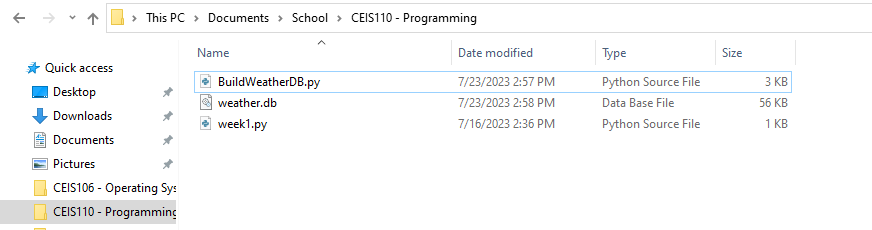 This PC > Documents > School > CEIS110 - Programming
Name Date modified Type Size
Quick access
Desktop
Downloads
Documents
Pictures
CEIS106 - Operating Sy
CEIS110 - Programming
BuildWeatherDB.py 7/23/2023 2:57 PM Python Source File 3 KB
weather.db 7/23/2023 2:58 PM Data Base File 56 KB
week1.py 7/16/2023 2:36 PM Python Source File 1 KB